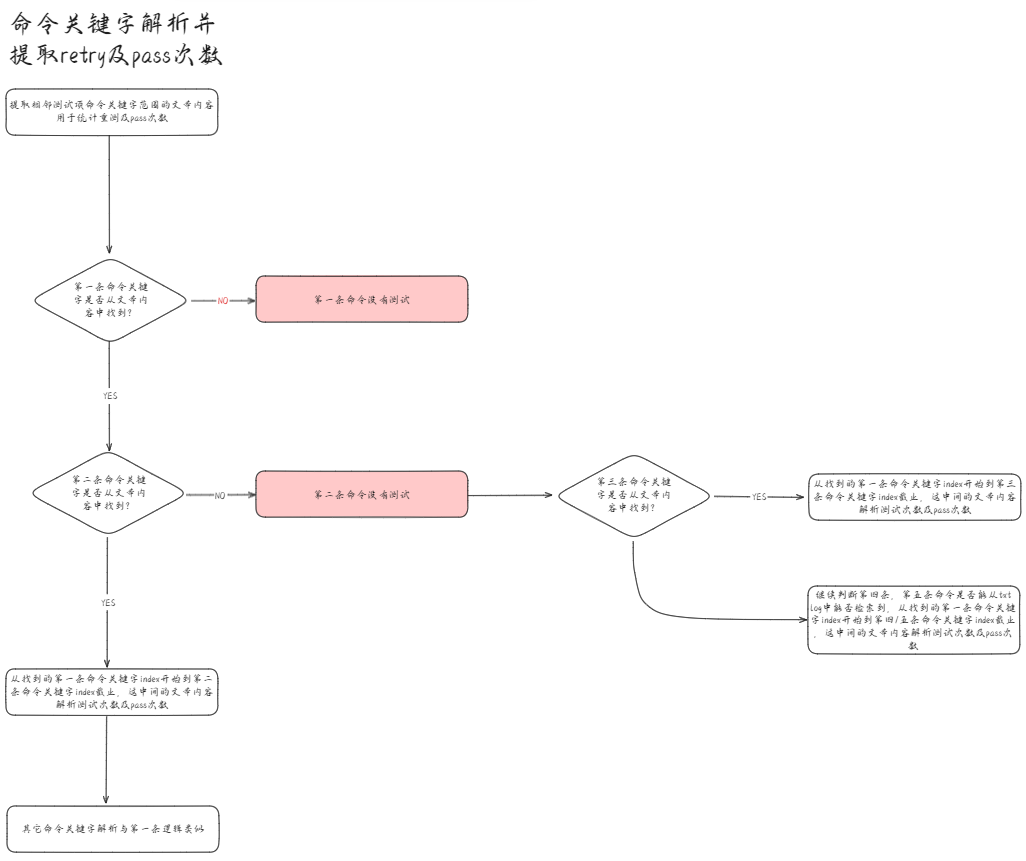 命令关键字解析并
提取retry及pass次数
提取相邻测试项命令关键字范围的文本内容
用于统计重测及pass次数
第一条命令关键
字是否从文本内
容中找到?
NO
第一条命令没有测试
YES
第二条命令关键
字是否从文本内
容中找到?
NO
第二条命令没有测试
第三条命令关键
字是否从文本内
容中找到?
YES
从找到的第一条命令关键字index开始到第三
条命令关键字index截止，这中间的文本内容
解析测试次数及pass次数
继续判断第四条，第五条命令是否能从txt
log中能否检索到，从找到的第一条命令关键
字index开始到第四/五条命令关键字index截止
，这中间的文本内容解析测试次数及pass次
数
YES
从找到的第一条命令关键字index开始到第二
条命令关键字index截止，这中间的文本内容
解析测试次数及pass次数
其它命令关键字解析与第一条逻辑类似